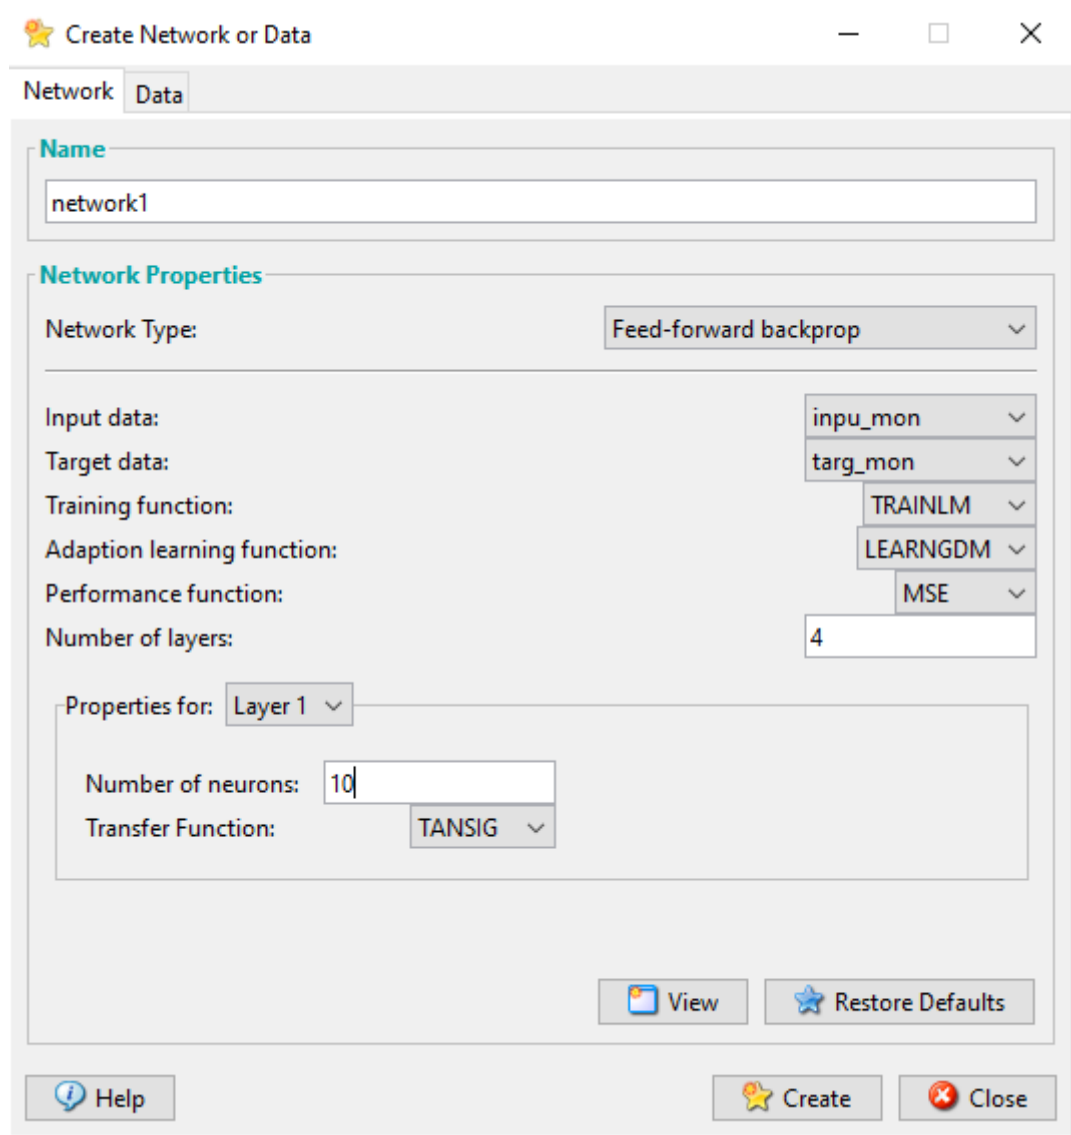 Create Network or Data
Network Data
Name
network1
Network Properties
Network Type: Feed-forward backprop
Input data: inpu_mon
Target data: targ_mon
Training function: TRAINLM
Adaption learning function: LEARNGDM
Performance function: MSE
Number of layers: 4
Properties for: Layer 1
Number of neurons: 10
Transfer Function: TANSIG
View Restore Defaults
Help Create Close